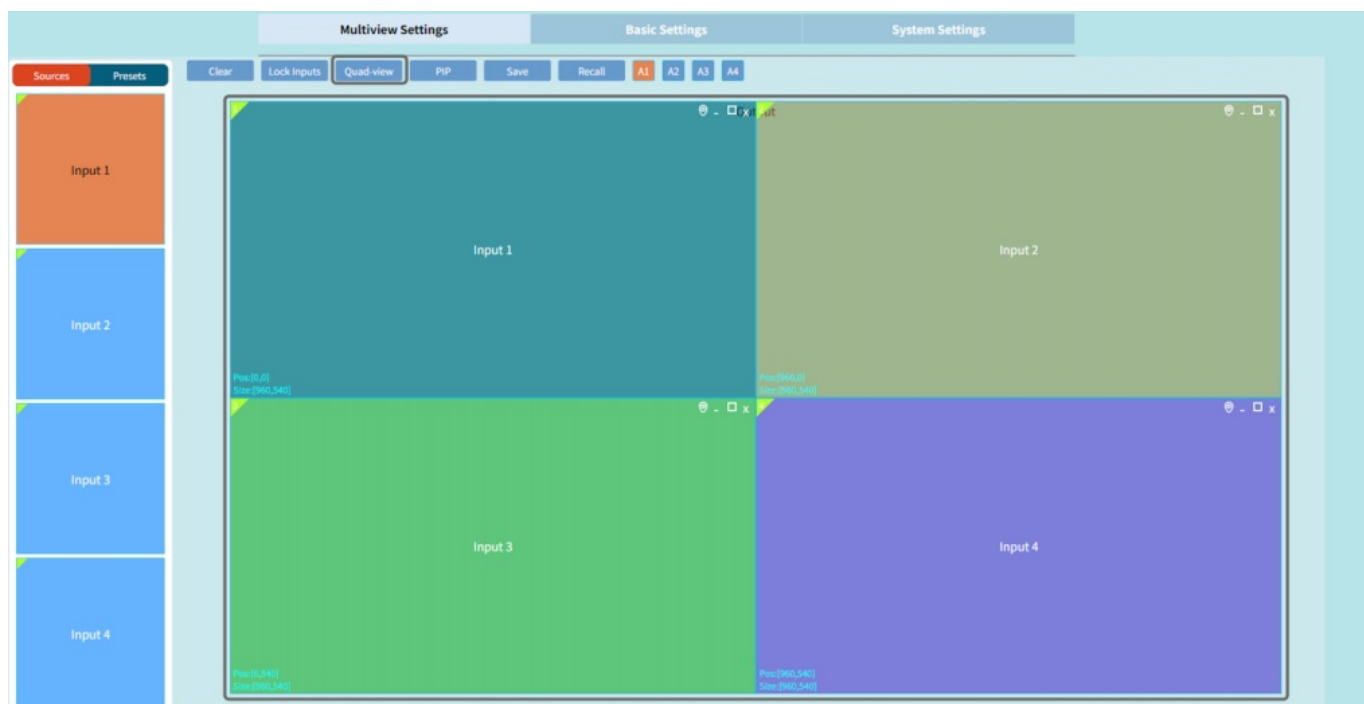 Multiview Settings Basic Settings System Settings
Sources Presets Clear Lock Inputs Quad-view PIP Save Recall A1 A2 A3 A4
Input 1
Input 2
Input 3
Input 4
x x
Input 1 Input 2
Pos:[0,0] Pos:[960,0]
Size:[960,540] Size:[960,540]
3 x x
Input 3 Input 4
Pos:[0,540] Pos:[960,540]
Size:[960,540] Size:[960,540]